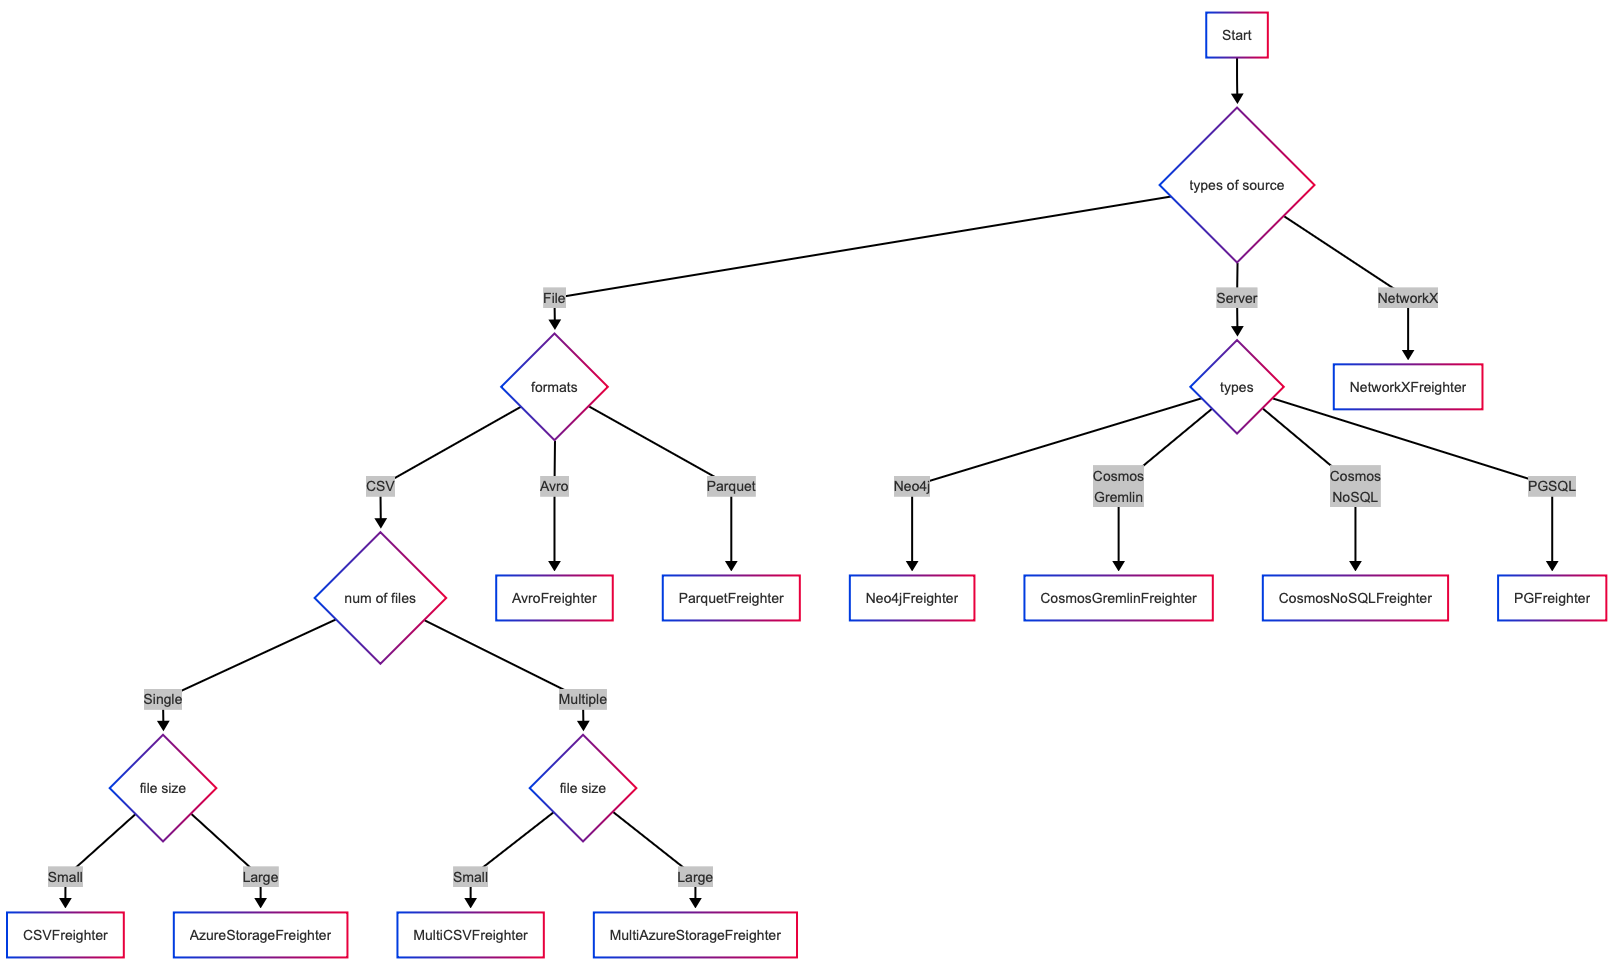 Start
types of source
File
Server
NetworkX
formats
types
NetworkXFreighter
CSV
Avro
Parquet
Neo4j
Cosmos
Gremlin
Cosmos
NoSQL
PGSQL
num of files
AvroFreighter
ParquetFreighter
Neo4jFreighter
CosmosGremlinFreighter
CosmosNoSQLFreighter
PGFreighter
Single
Multiple
file size
file size
Small
Large
Small
Large
CSVFreighter
AzureStorageFreighter
MultiCSVFreighter
MultiAzureStorageFreighter